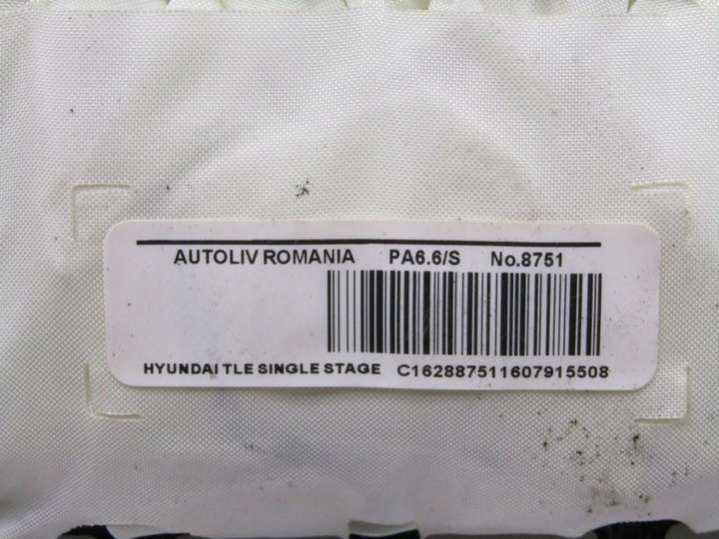 AUTOLIV ROMANIA PA6.6/S No.8751
HYUNDAI TLE SINGLE STAGE C162887511607915508